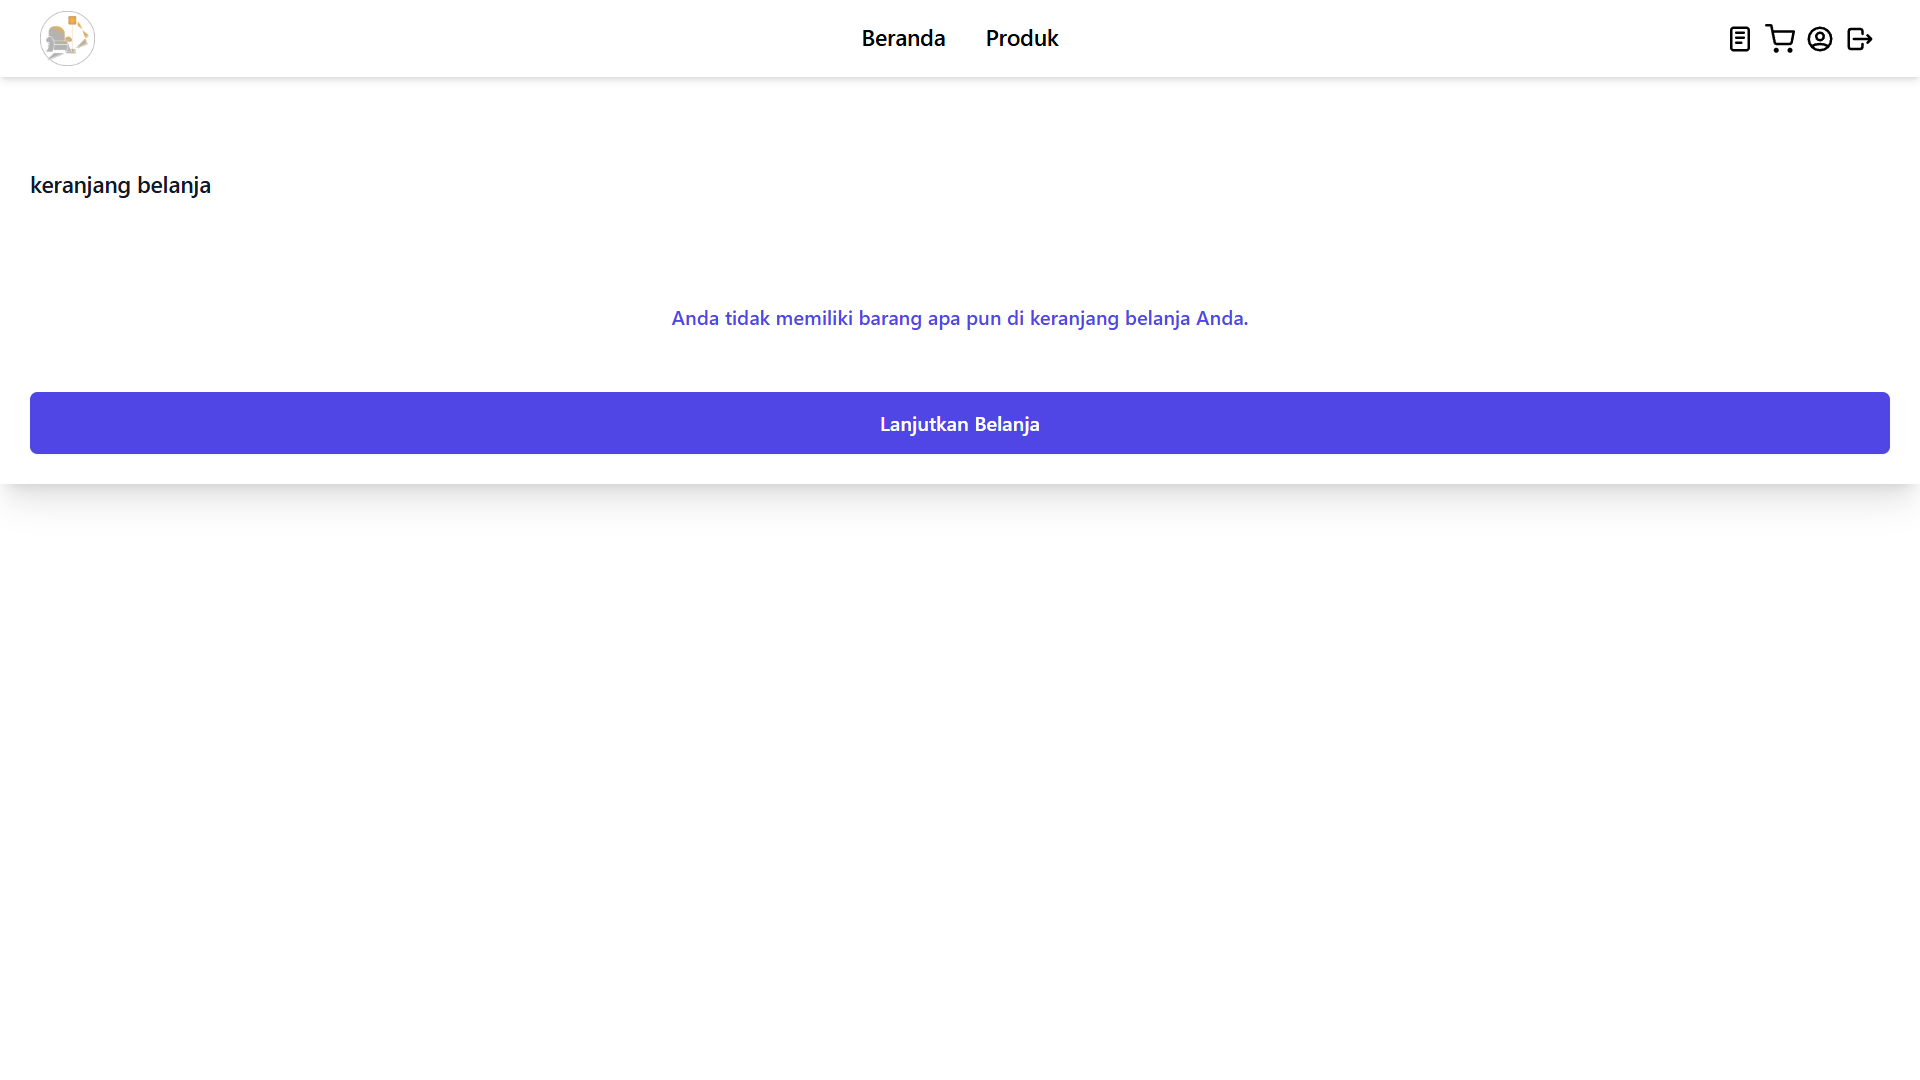 Beranda
Produk
keranjang belanja
Anda tidak memiliki barang apa pun di keranjang belanja Anda.
Lanjutkan Belanja